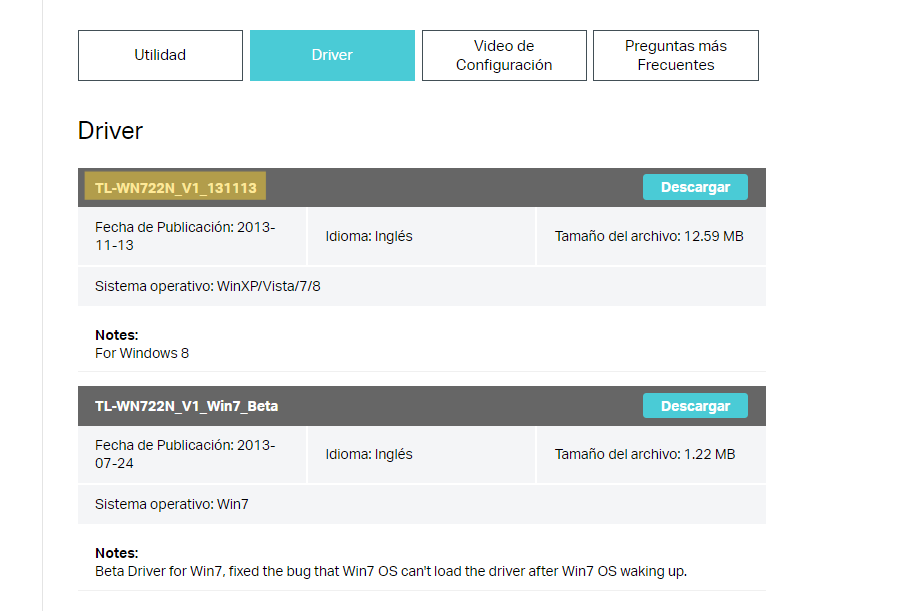 Utilidad
Driver
Video de
Configuración
Preguntas más
Frecuentes
Driver
TL-WN722N_V1_131113
Descargar
Fecha de Publicación: 2013-
11-13
Idioma: Inglés
Tamaño del archivo: 12.59 MB
Sistema operativo: WinXP/Vista/7/8
Notes:
For Windows 8
TL-WN722N_V1_Win7_Beta
Descargar
Fecha de Publicación: 2013-
07-24
Idioma: Inglés
Tamaño del archivo: 1.22 MB
Sistema operativo: Win7
Notes:
Beta Driver for Win7, fixed the bug that Win7 OS can't load the driver after Win7 OS waking up.